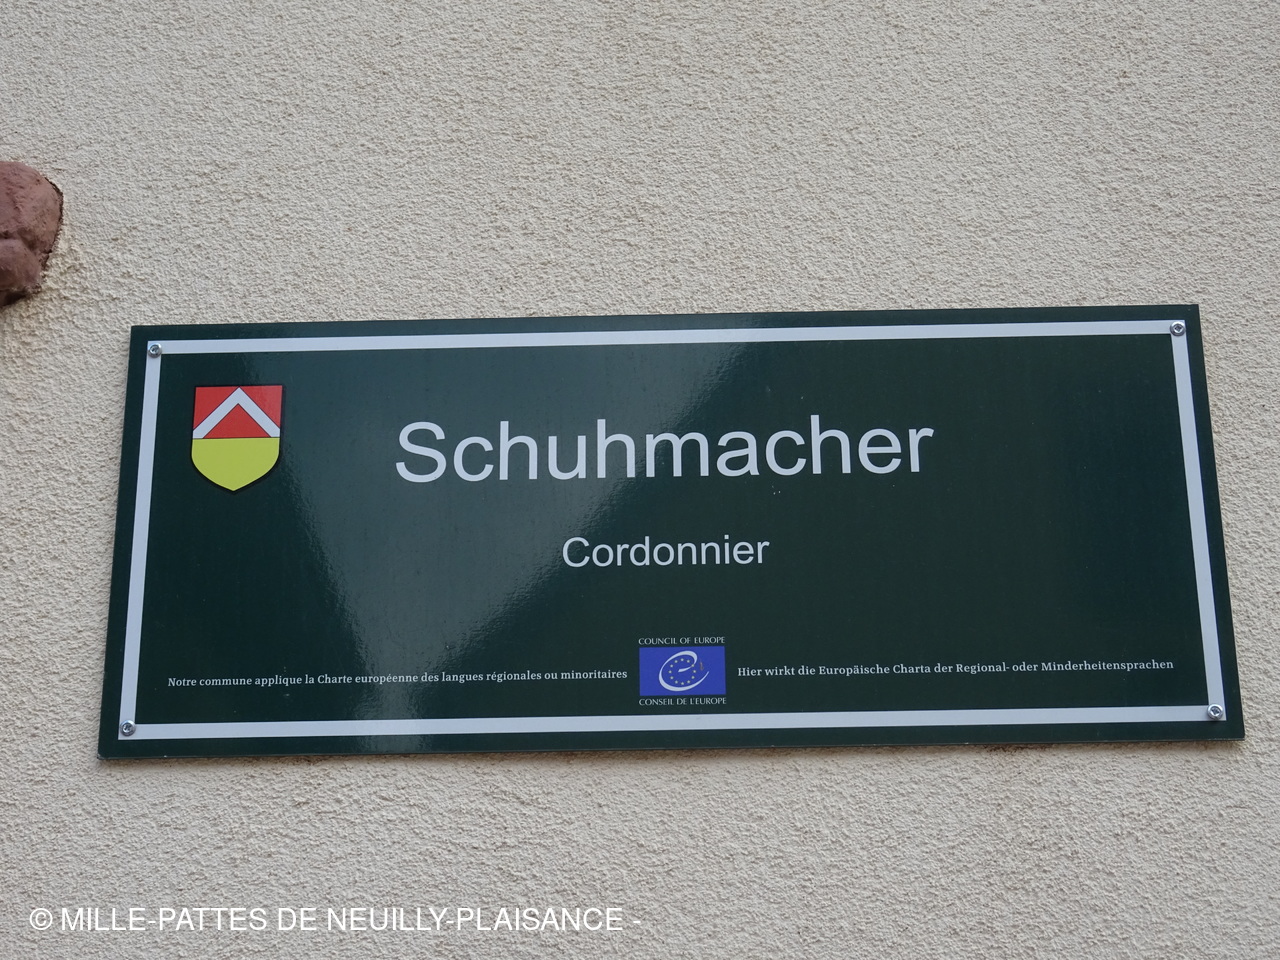 Schuhmacher
Cordonnier
COUNCIL OF EUROPE
Notre commune applique la Charte européenne des langues régionales ou minoritaires
Hier wirkt die Europäische Charta der Regional- oder Minderheitensprachen
CONSEIL DE L'EUROPE
© MILLE-PATTES DE NEUILLY-PLAISANCE -